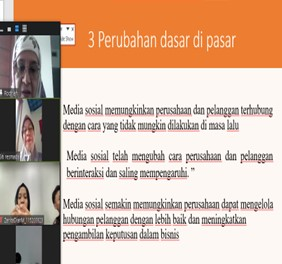 3 Perubahan dasar di pasar
Media sosial memungkinkan perusahaan dan pelanggan terhubung
dengan cara yang tidak mungkin dilakukan di masa lalu
Media sosial telah mengubah cara perusahaan dan pelanggan
berinteraksi dan saling mempengaruhi. ”
Media sosial semakin memungkinkan perusahaan dapat mengelola
hubungan pelanggan dengan lebih baik dan meningkatkan
pengambilan keputusan dalam bisnis